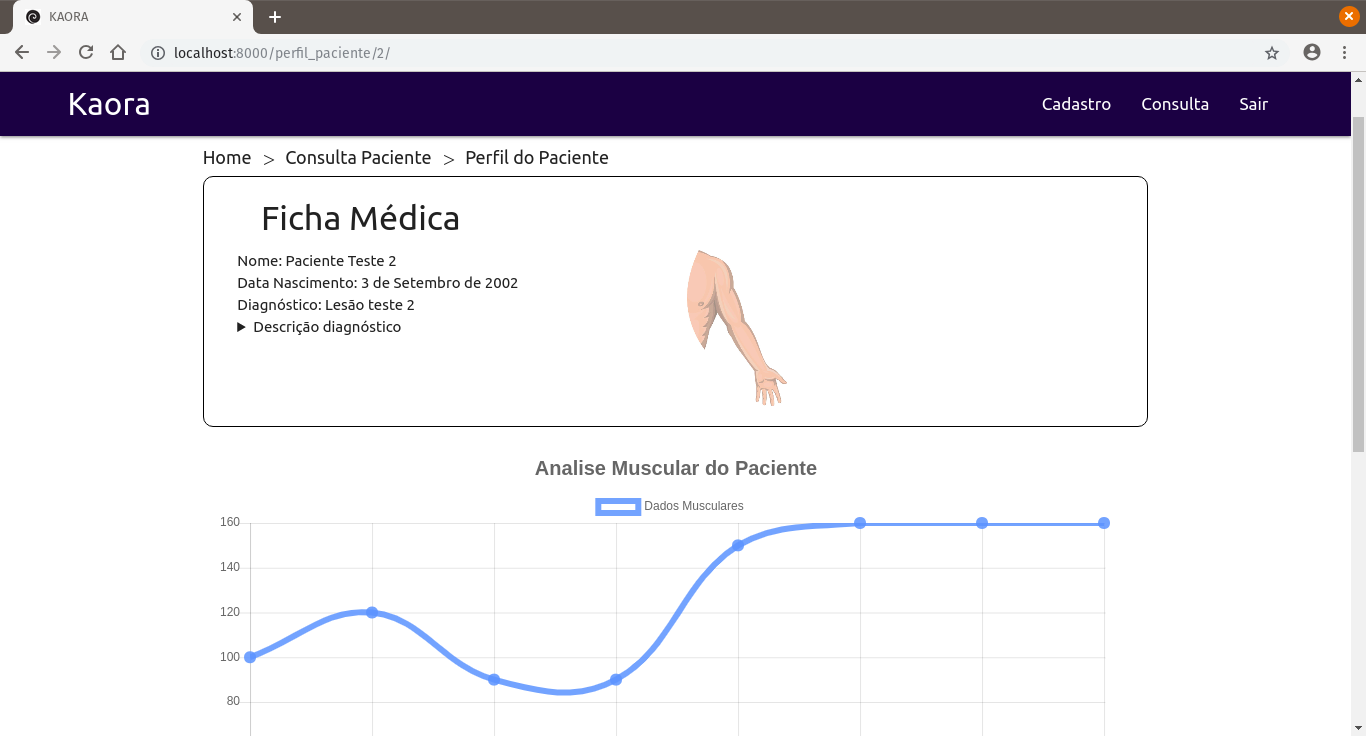 KAORA
localhost:8000/perfil_paciente/2/
Kaora
Cadastro Consulta Sair
Home > Consulta Paciente > Perfil do Paciente
Ficha Médica
Nome: Paciente Teste 2
Data Nascimento: 3 de Setembro de 2002
Diagnóstico: Lesão teste 2
Descrição diagnóstico
Analise Muscular do Paciente
Dados Musculares
160
140
120
100
80